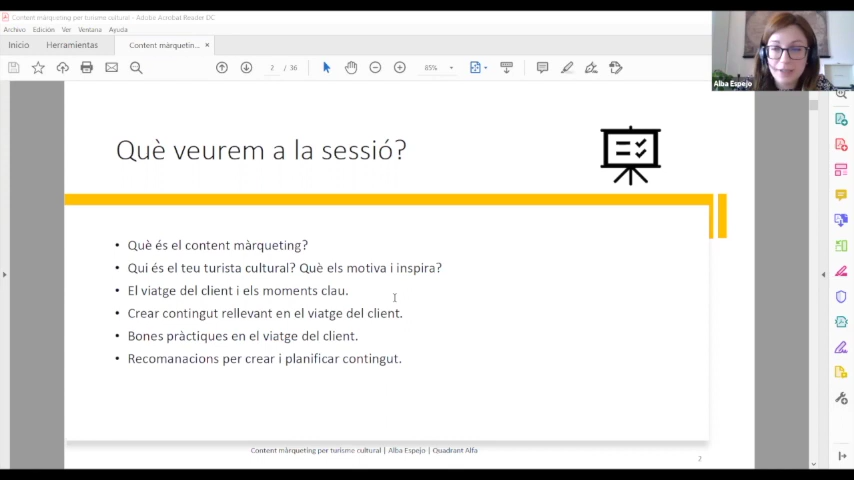 Content màrqueting per turisme cultural - Adobe Acrobat Reader DC
Archivo Edición Ver Ventana Ayuda
Inicio Herramientas Content màrquetin... ×
2 / 36 85%
Alba Espejo
Què veurem a la sessió?
• Què és el content màrqueting?
• Qui és el teu turista cultural? Què els motiva i inspira?
• El viatge del client i els moments clau.
• Crear contingut rellevant en el viatge del client.
• Bones pràctiques en el viatge del client.
• Recomanacions per crear i planificar contingut.
Content màrqueting per turisme cultural | Alba Espejo | Quadrant Alfa
2